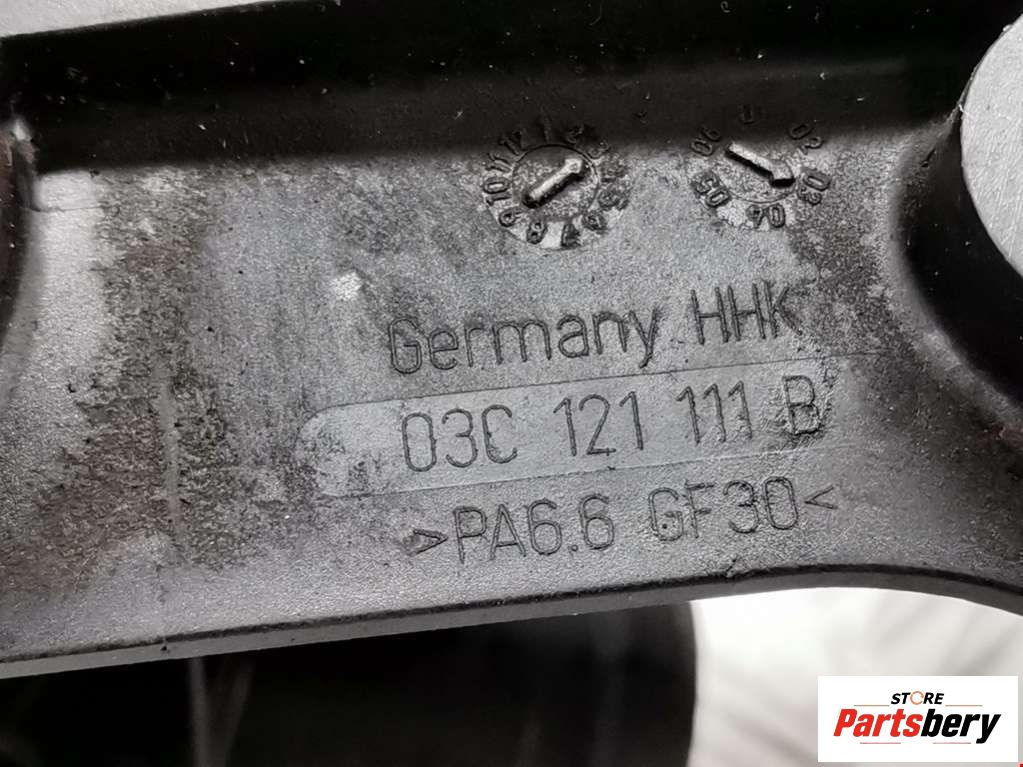 Germany HHK
03C 121 111 B
>PA6.6 GF30<
STORE
Partsbery